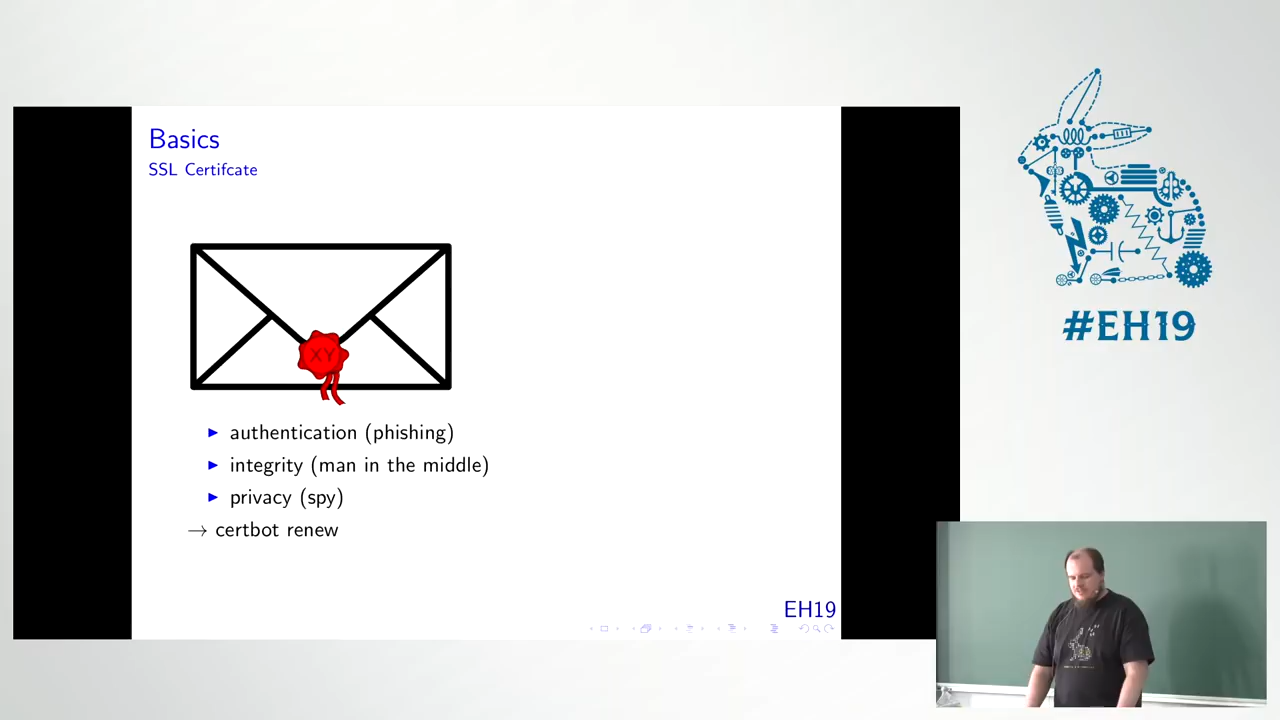 Basics
SSL Certifcate
XY
authentication (phishing)
integrity (man in the middle)
privacy (spy)
→ certbot renew
EH19
#EH19